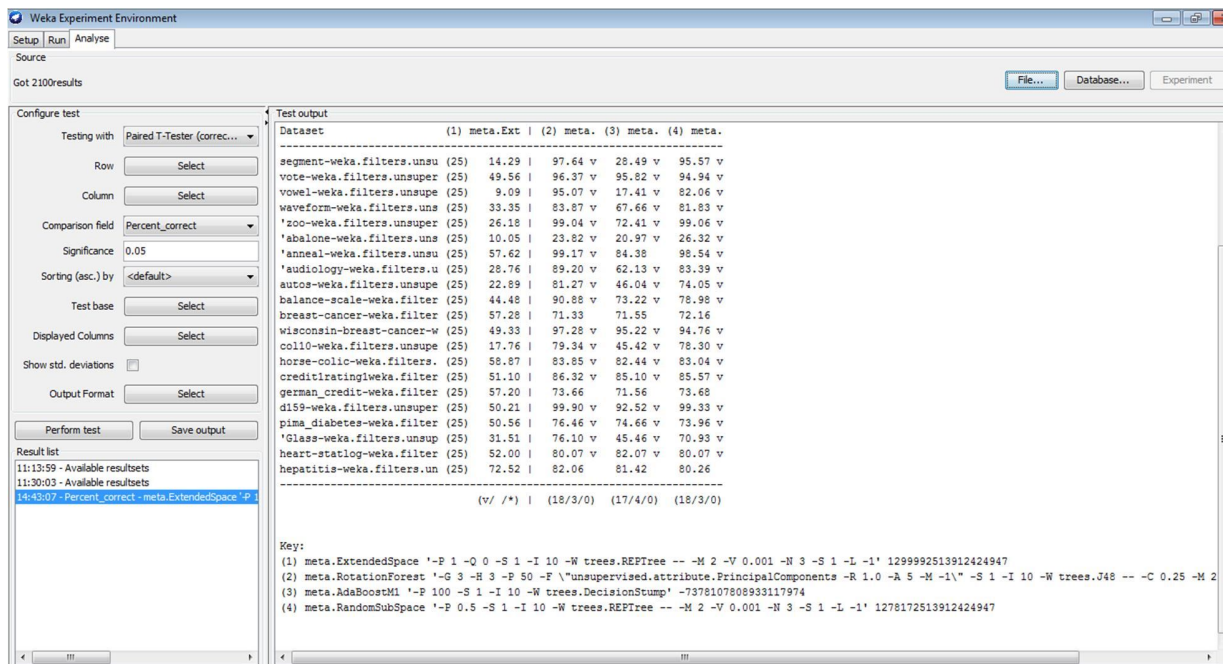 Weka Experiment Environment
Setup Run Analyse
Source
Got 2100results
File... Database... Experiment
Configure test
Testing with Paired T-Tester (correc...
Row Select
Column Select
Comparison field Percent_correct
Significance 0.05
Sorting (asc.) by <default>
Test base Select
Displayed Columns Select
Show std. deviations
Output Format Select
Perform test Save output
Result list
11:13:59 - Available resultsets
11:30:03 - Available resultsets
14:43:07 - Percent_correct - meta.ExtendedSpace '-P 1
Test output
Dataset (1) meta.Ext | (2) meta. (3) meta. (4) meta.
segment-weka.filters.unsu (25) 14.29 | 97.64 v 28.49 v 95.57 v
vote-weka.filters.unsuper (25) 49.56 | 96.37 v 95.82 v 94.94 v
vowel-weka.filters.unsupe (25) 9.09 | 95.07 v 17.41 v 82.06 v
waveform-weka.filters.uns (25) 33.35 | 83.87 v 67.66 v 81.83 v
'zoo-weka.filters.unsuper (25) 26.18 | 99.04 v 72.41 v 99.06 v
'abalone-weka.filters.uns (25) 10.05 | 23.82 v 20.97 v 26.32 v
'anneal-weka.filters.unsu (25) 57.62 | 99.17 v 84.38 98.54 v
'audiology-weka.filters.u (25) 28.76 | 89.20 v 62.13 v 83.39 v
autos-weka.filters.unsupe (25) 22.89 | 81.27 v 46.04 v 74.05 v
balance-scale-weka.filter (25) 44.48 | 90.88 v 73.22 v 78.98 v
breast-cancer-weka.filter (25) 57.28 | 71.33 71.55 72.16
wisconsin-breast-cancer-w (25) 49.33 | 97.28 v 95.22 v 94.76 v
col10-weka.filters.unsupe (25) 17.76 | 79.34 v 45.42 v 78.30 v
horse-colic-weka.filters. (25) 58.87 | 83.85 v 82.44 v 83.04 v
credit1rating1weka.filter (25) 51.10 | 86.32 v 85.10 v 85.57 v
german_credit-weka.filter (25) 57.20 | 73.66 71.56 73.68
d159-weka.filters.unsuper (25) 50.21 | 99.90 v 92.52 v 99.33 v
pima_diabetes-weka.filter (25) 50.56 | 76.46 v 74.66 v 73.96 v
'Glass-weka.filters.unsup (25) 31.51 | 76.10 v 45.46 v 70.93 v
heart-statlog-weka.filter (25) 52.00 | 80.07 v 82.07 v 80.07 v
hepatitis-weka.filters.un (25) 72.52 | 82.06 81.42 80.26
(v/ /*) | (18/3/0) (17/4/0) (18/3/0)
Key:
(1) meta.ExtendedSpace '-P 1 -Q 0 -S 1 -I 10 -W trees.REPTree -- -M 2 -V 0.001 -N 3 -S 1 -L -1' 1299992513912424947
(2) meta.RotationForest '-G 3 -H 3 -P 50 -F \"unsupervised.attribute.PrincipalComponents -R 1.0 -A 5 -M -1\" -S 1 -I 10 -W trees.J48 -- -C 0.25 -M 2
(3) meta.AdaBoostM1 '-P 100 -S 1 -I 10 -W trees.DecisionStump' -7378107808933117974
(4) meta.RandomSubSpace '-P 0.5 -S 1 -I 10 -W trees.REPTree -- -M 2 -V 0.001 -N 3 -S 1 -L -1' 1278172513912424947